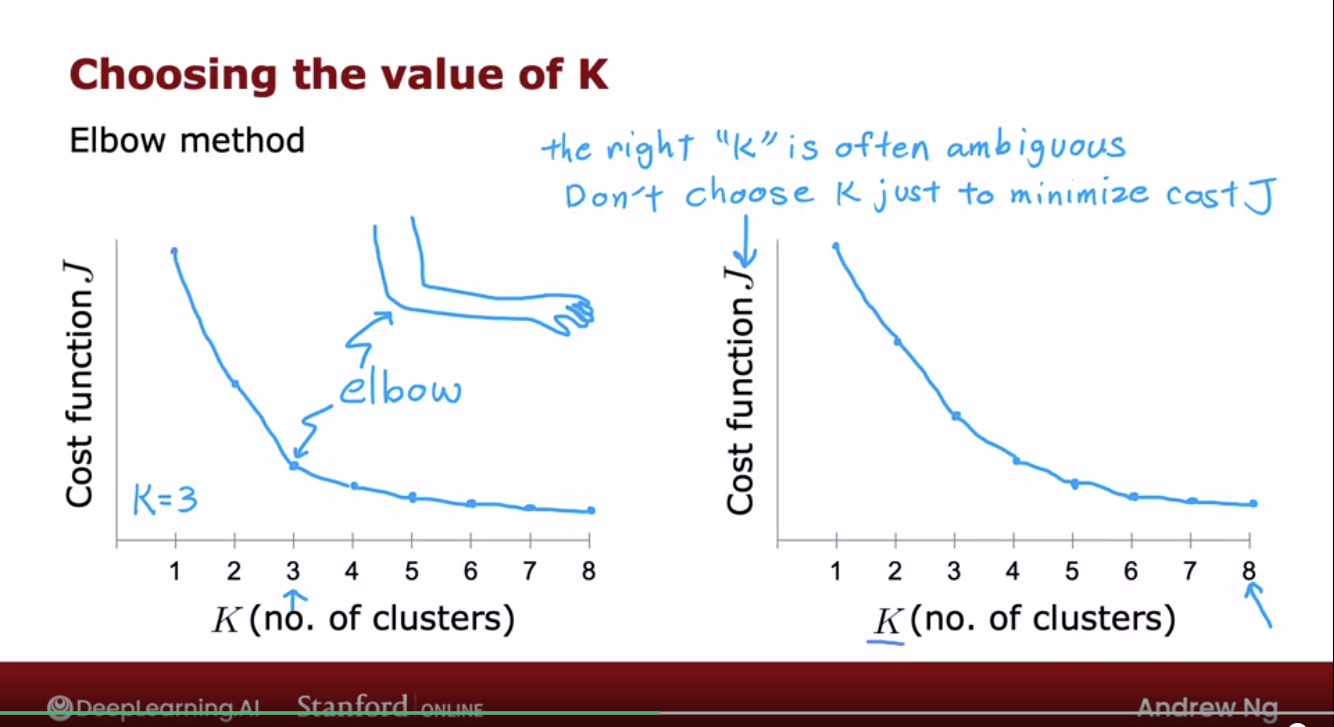 Choosing the value of K
Elbow method
the right "K" is often ambiguous
Don't choose K just to minimize cost J
Cost function J
elbow
K=3
1 2 3 4 5 6 7 8
K (no. of clusters)
Cost function J
1 2 3 4 5 6 7 8
K (no. of clusters)
DeepLearning.AI Stanford ONLINE Andrew Ng